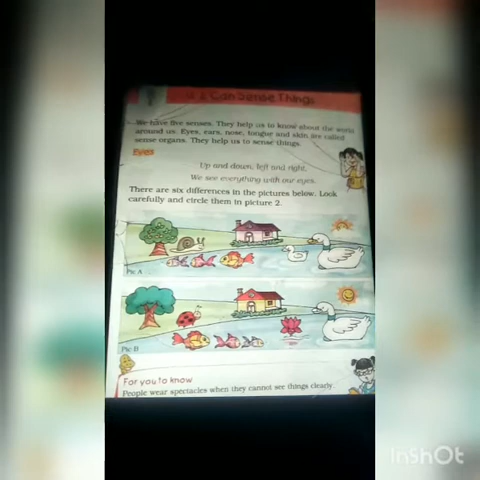 Can Sense Things
We have five senses. They help us to know about the world
around us. Eyes, ears, nose, tongue and skin are called
sense organs. They help us to sense things.
Eyes
Up and down, left and right,
We see everything with our eyes.
There are six differences in the pictures below. Look
carefully and circle them in picture 2.
Pic A
Pic B
For you to know
People wear spectacles when they cannot see things clearly.
InShOt